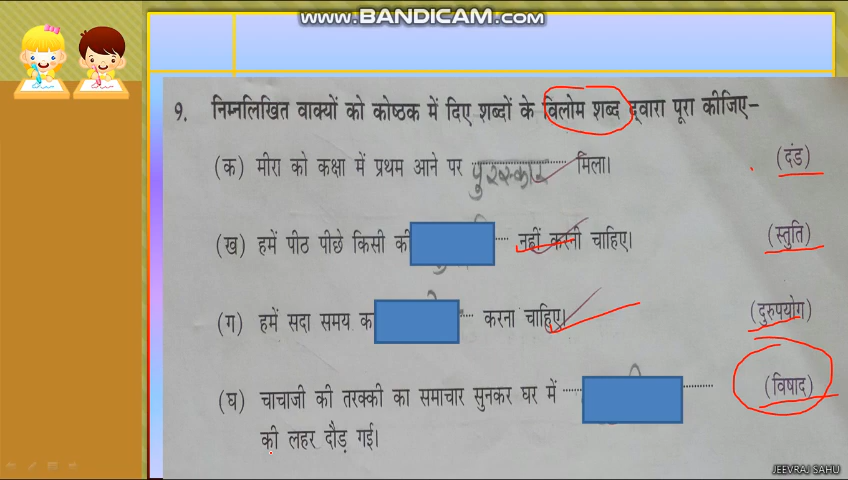 www.BANDICAM.com
9. निम्नलिखित वाक्यों को कोष्ठक में दिए शब्दों के विलोम शब्द द्वारा पूरा कीजिए–
(क) मीरा को कक्षा में प्रथम आने पर पुरस्कार मिला। (दंड)
(ख) हमें पीठ पीछे किसी की नहीं करनी चाहिए। (स्तुति)
(ग) हमें सदा समय का करना चाहिए। (दुरुपयोग)
(घ) चाचाजी की तरक्की का समाचार सुनकर घर में (विषाद)
की लहर दौड़ गई।
JEEVRAJ SAHU